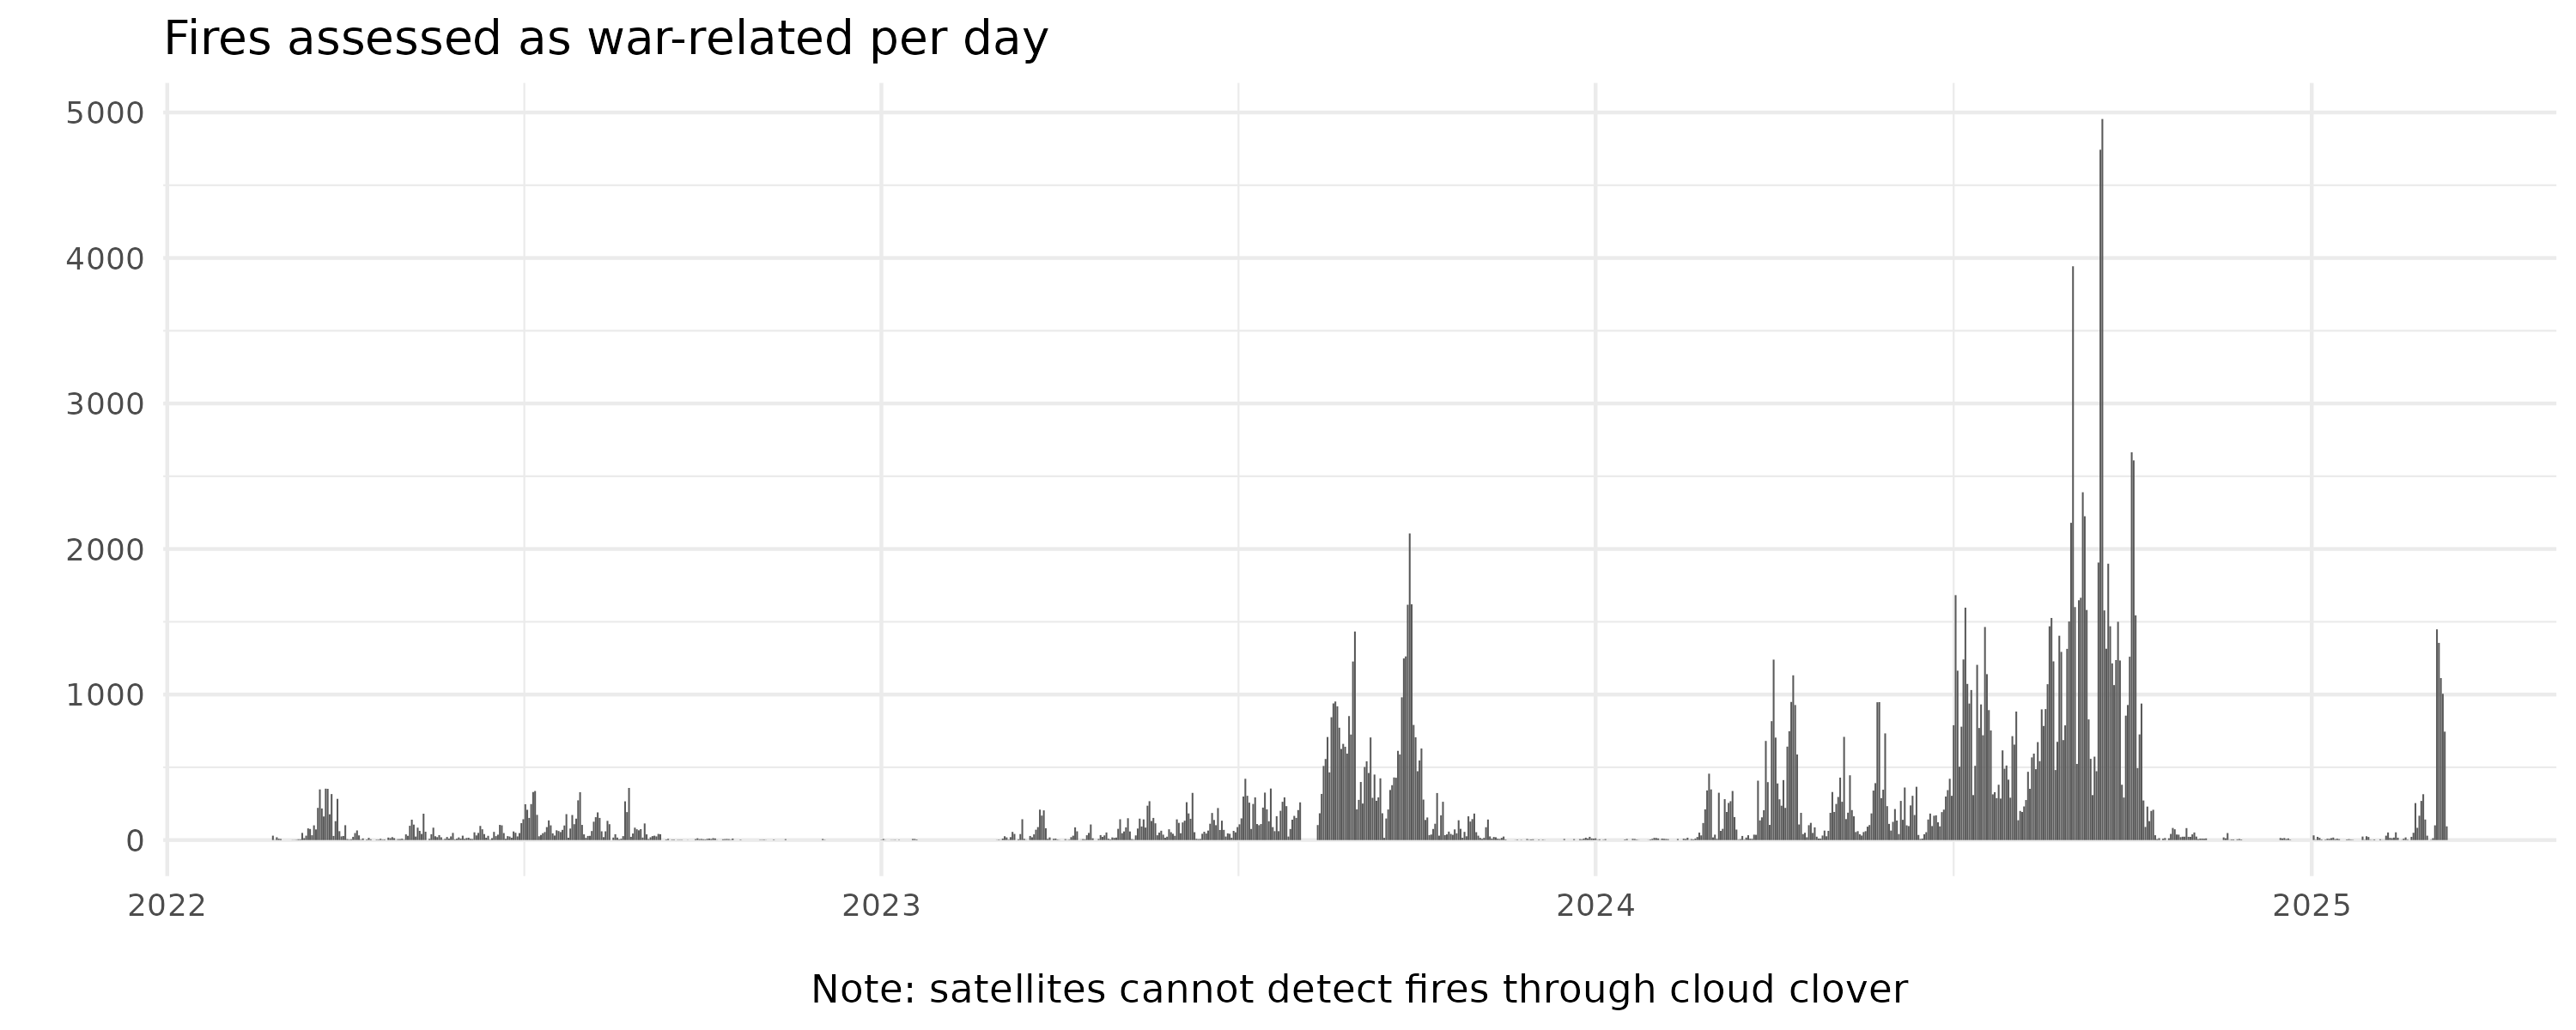 Fires assessed as war-related per day
5000
4000
3000
2000
1000
0
2022 2023 2024 2025
Note: satellites cannot detect fires through cloud clover